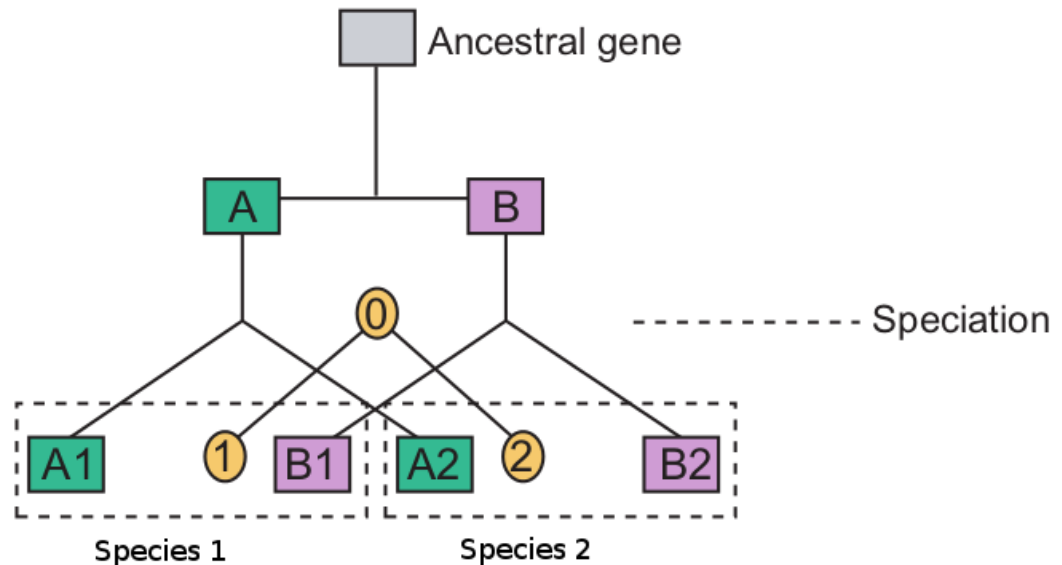 Ancestral gene
A
B
0
Speciation
A1
1
B1
A2
2
B2
Species 1
Species 2